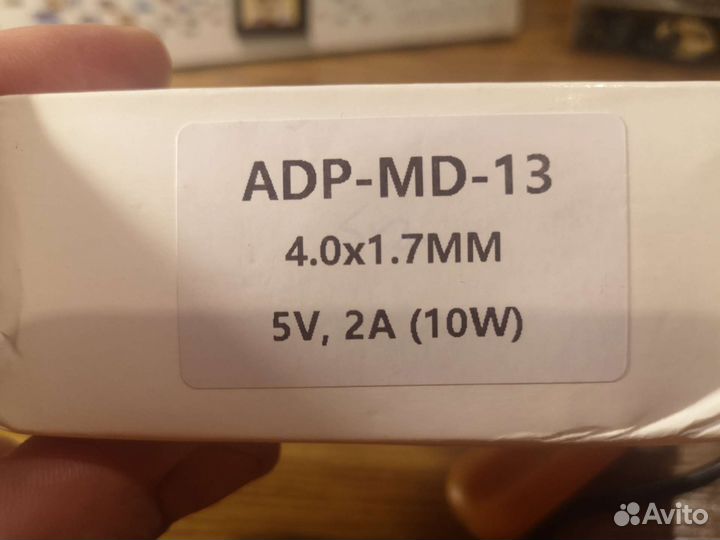 ADP-MD-13
4.0x1.7MM
5V, 2A (10W)
Avito